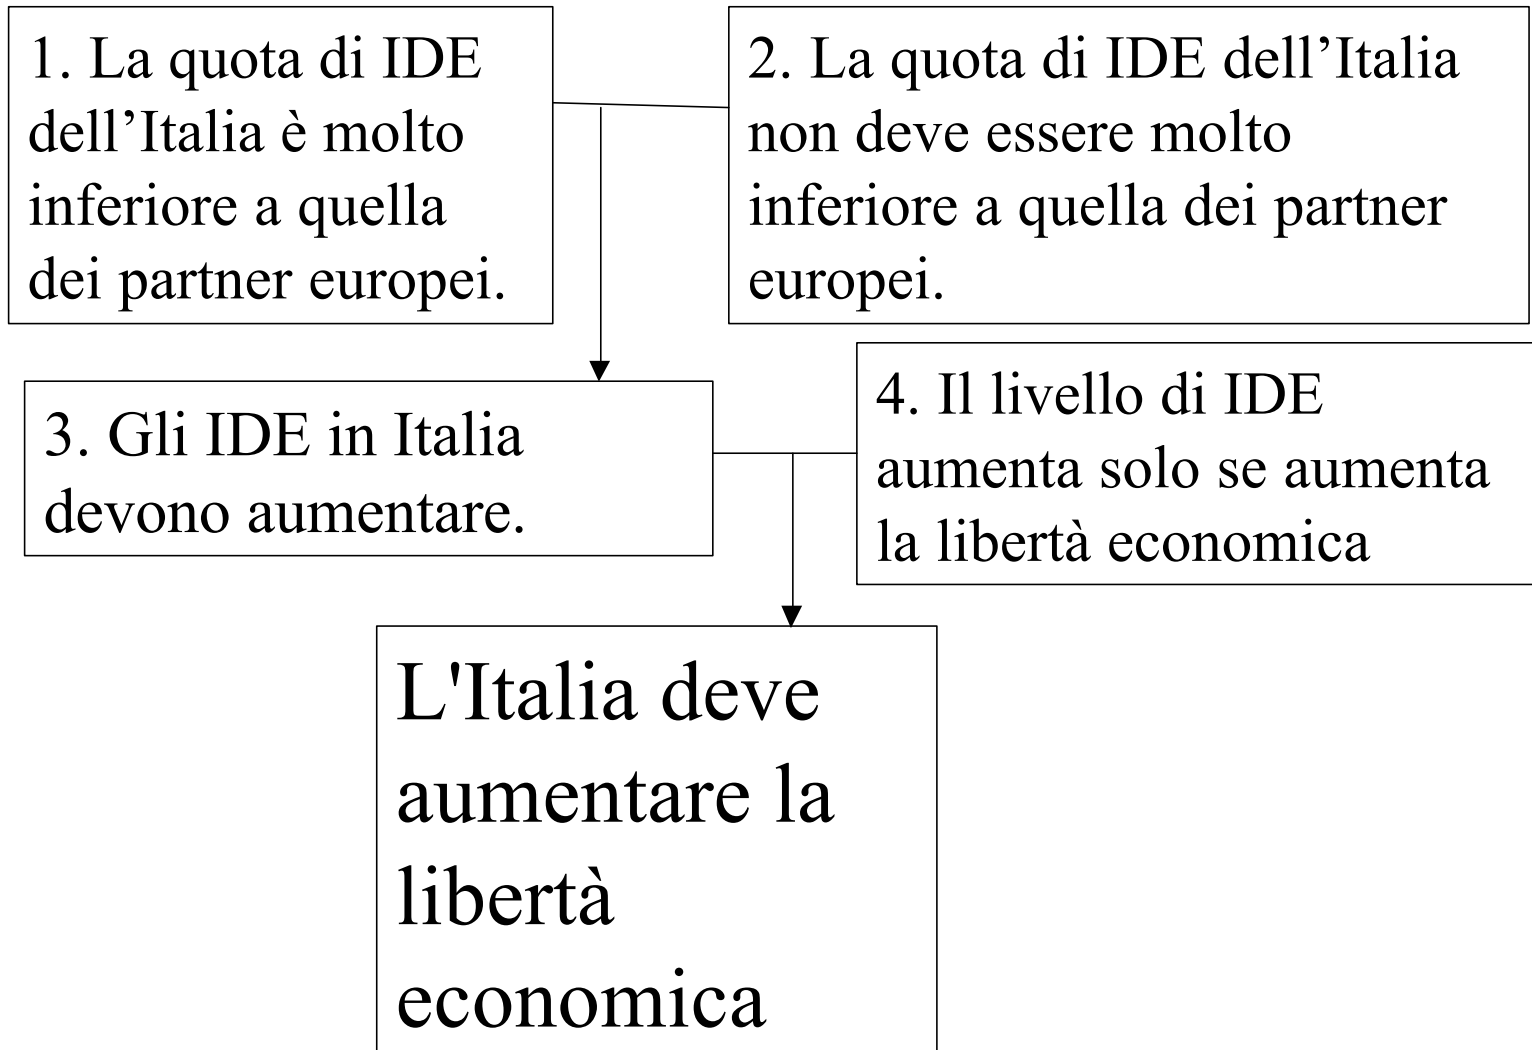 1. La quota di IDE
dell’Italia è molto
inferiore a quella
dei partner europei.
2. La quota di IDE dell’Italia
non deve essere molto
inferiore a quella dei partner
europei.
3. Gli IDE in Italia
devono aumentare.
4. Il livello di IDE
aumenta solo se aumenta
la libertà economica
L'Italia deve
aumentare la
libertà
economica